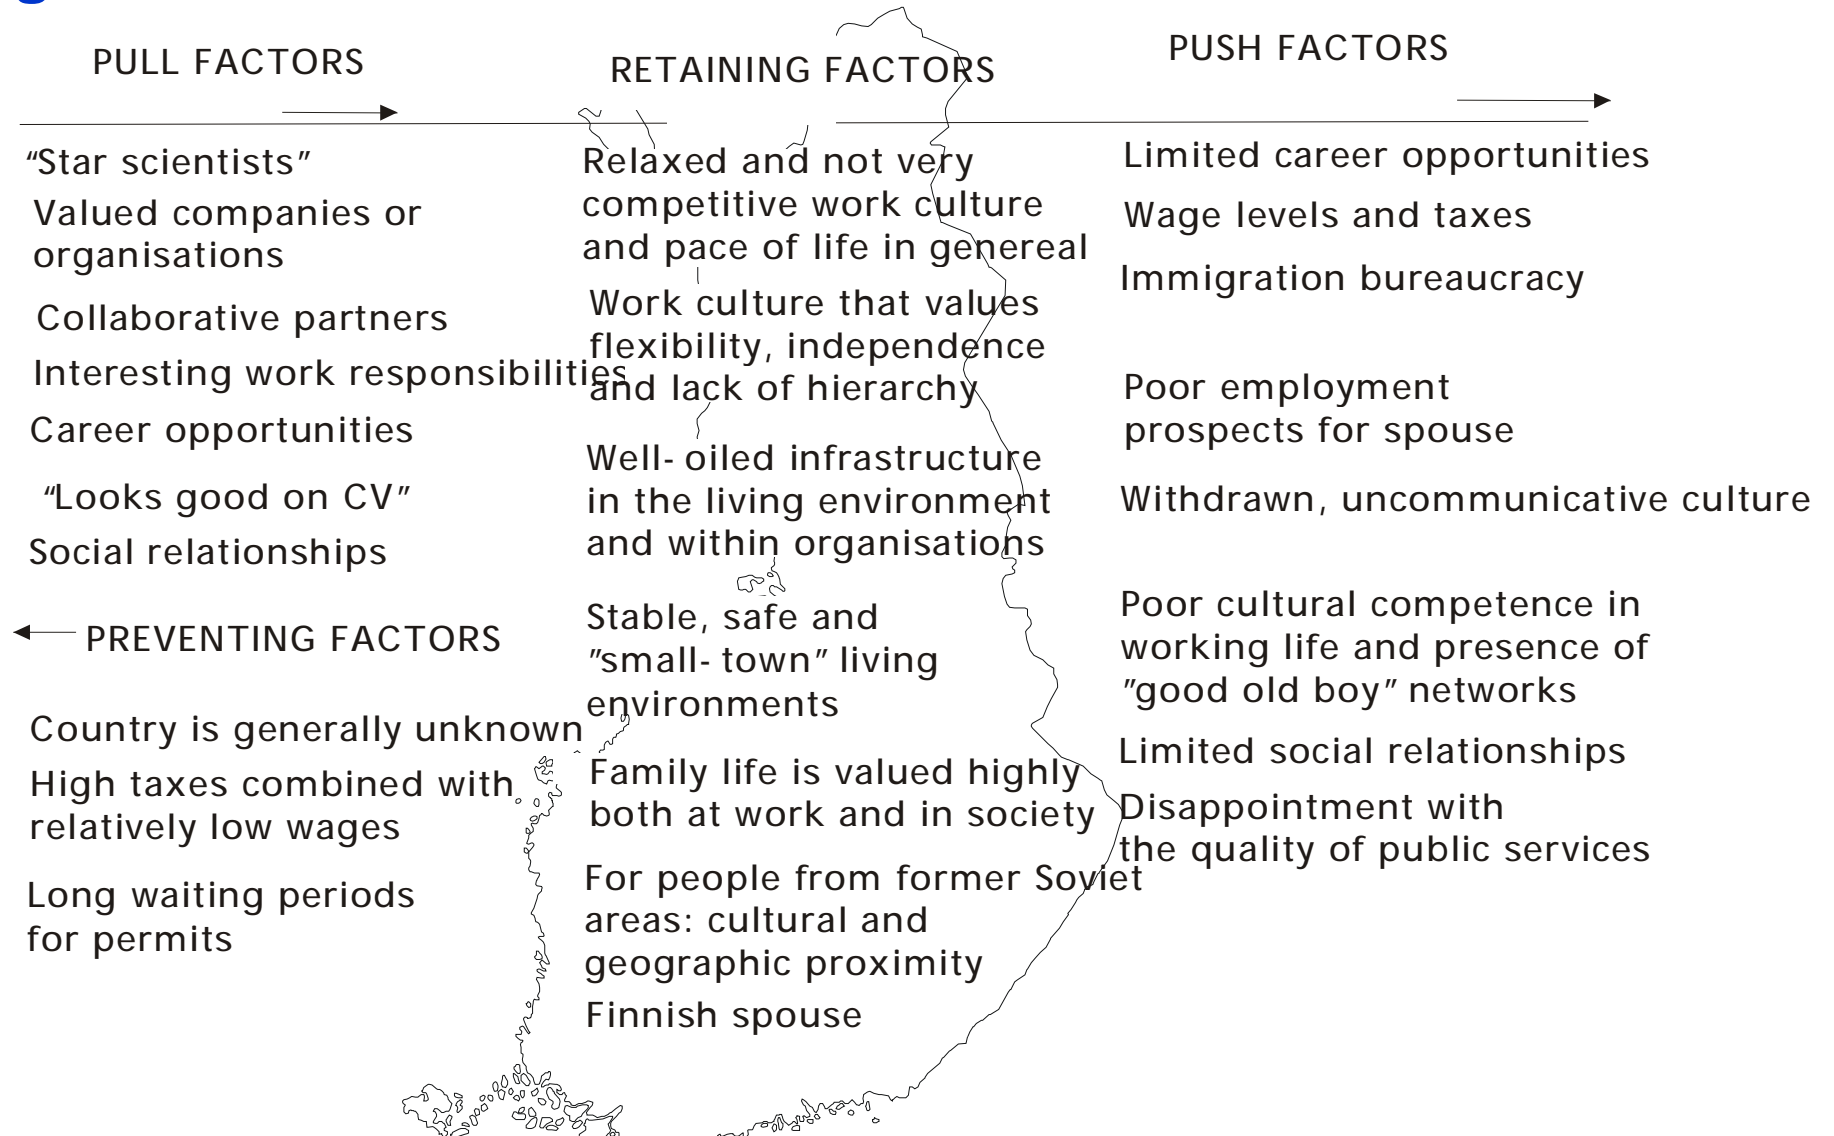 PULL FACTORS
“Star scientists”
Valued companies or
organisations
Collaborative partners
Interesting work responsibilities
Career opportunities
“Looks good on CV”
Social relationships
PREVENTING FACTORS
Country is generally unknown
High taxes combined with
relatively low wages
Long waiting periods
for permits
RETAINING FACTORS
Relaxed and not very
competitive work culture
and pace of life in genereal
Work culture that values
flexibility, independence
and lack of hierarchy
Well- oiled infrastructure
in the living environment
and within organisations
Stable, safe and
”small- town” living
environments
Family life is valued highly
both at work and in society
For people from former Soviet
areas: cultural and
geographic proximity
Finnish spouse
PUSH FACTORS
Limited career opportunities
Wage levels and taxes
Immigration bureaucracy
Poor employment
prospects for spouse
Withdrawn, uncommunicative culture
Poor cultural competence in
working life and presence of
”good old boy” networks
Limited social relationships
Disappointment with
the quality of public services